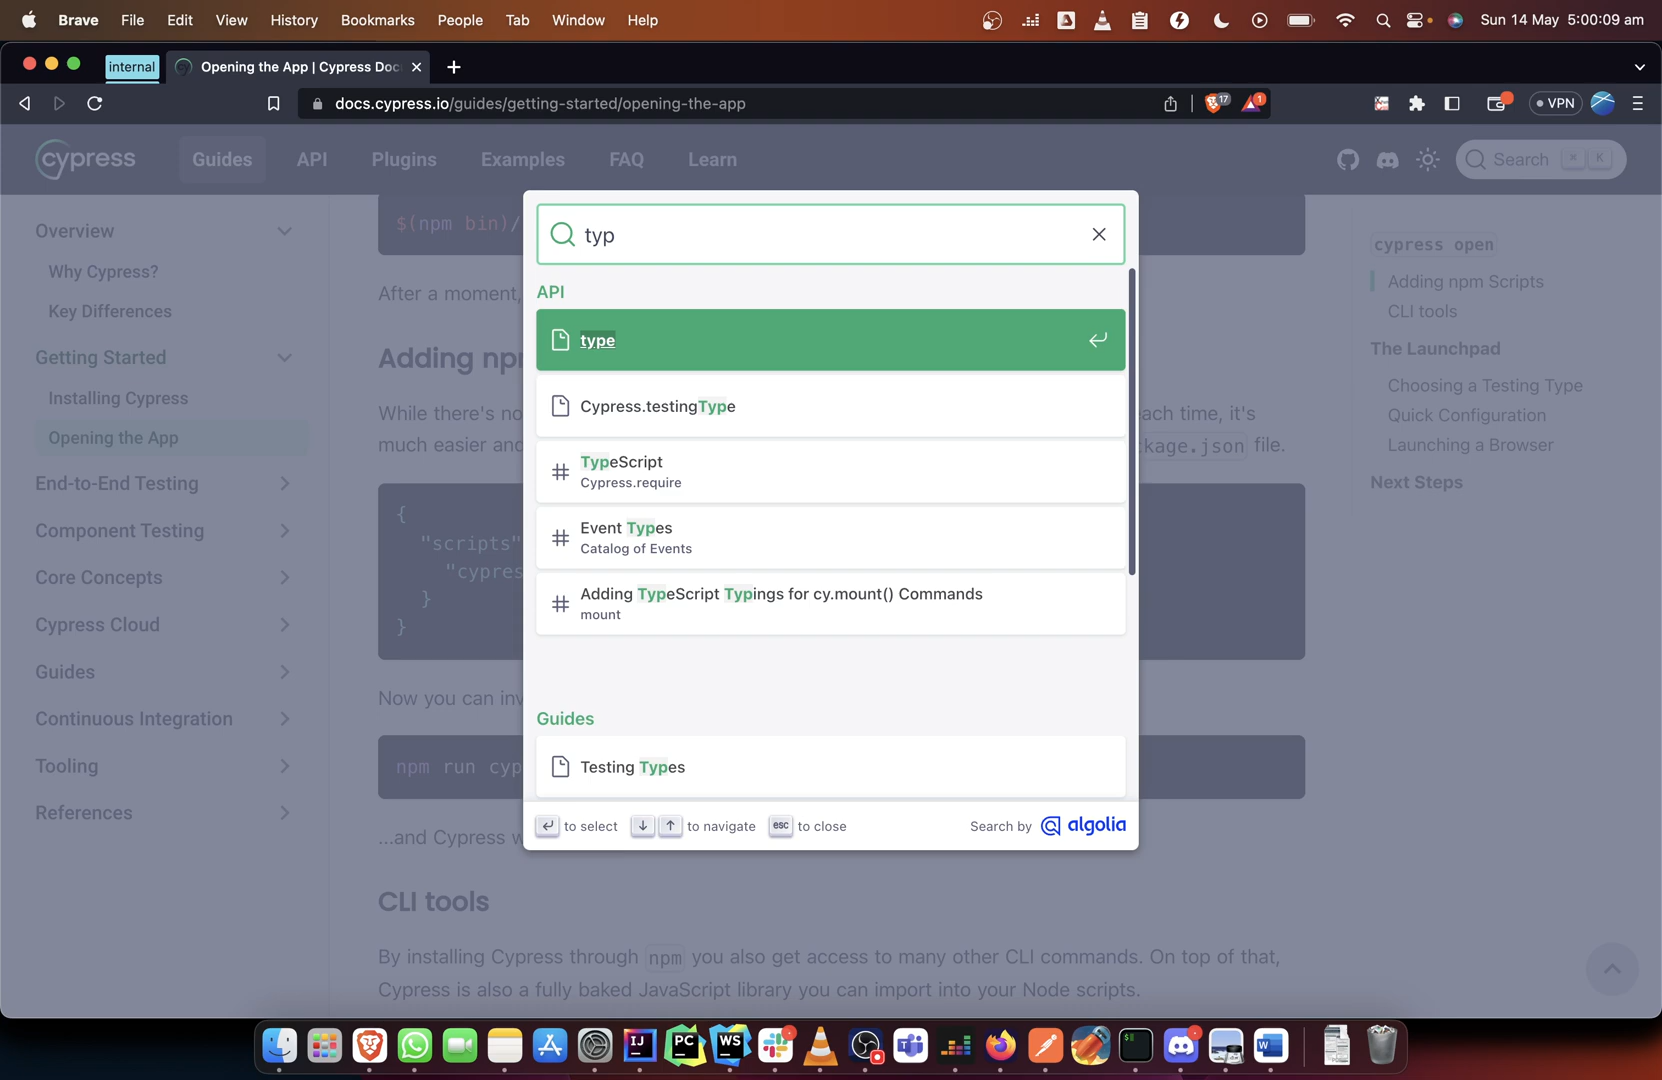 Brave File Edit View History Bookmarks People Tab Window Help
Sun 14 May 5:00:09 am
internal
Opening the App | Cypress Doc
docs.cypress.io/guides/getting-started/opening-the-app
17
1
VPN
cypress
Guides API Plugins Examples FAQ Learn
Search K
Overview
Why Cypress?
Key Differences
Getting Started
Installing Cypress
Opening the App
End-to-End Testing
Component Testing
Core Concepts
Cypress Cloud
Guides
Continuous Integration
Tooling
References
$(npm bin)/
After a moment,
Adding np
While there's no
ach time, it's
much easier and
kage.json file.
{
"scripts"
"cypres
}
}
Now you can inv
npm run cyp
...and Cypress w
CLI tools
By installing Cypress through npm you also get access to many other CLI commands. On top of that,
Cypress is also a fully baked JavaScript library you can import into your Node scripts.
typ
API
type
Cypress.testingType
TypeScript
Cypress.require
Event Types
Catalog of Events
Adding TypeScript Typings for cy.mount() Commands
mount
Guides
Testing Types
to select to navigate esc to close
Search by algolia
cypress open
Adding npm Scripts
CLI tools
The Launchpad
Choosing a Testing Type
Quick Configuration
Launching a Browser
Next Steps
IJ
PC
WS
W